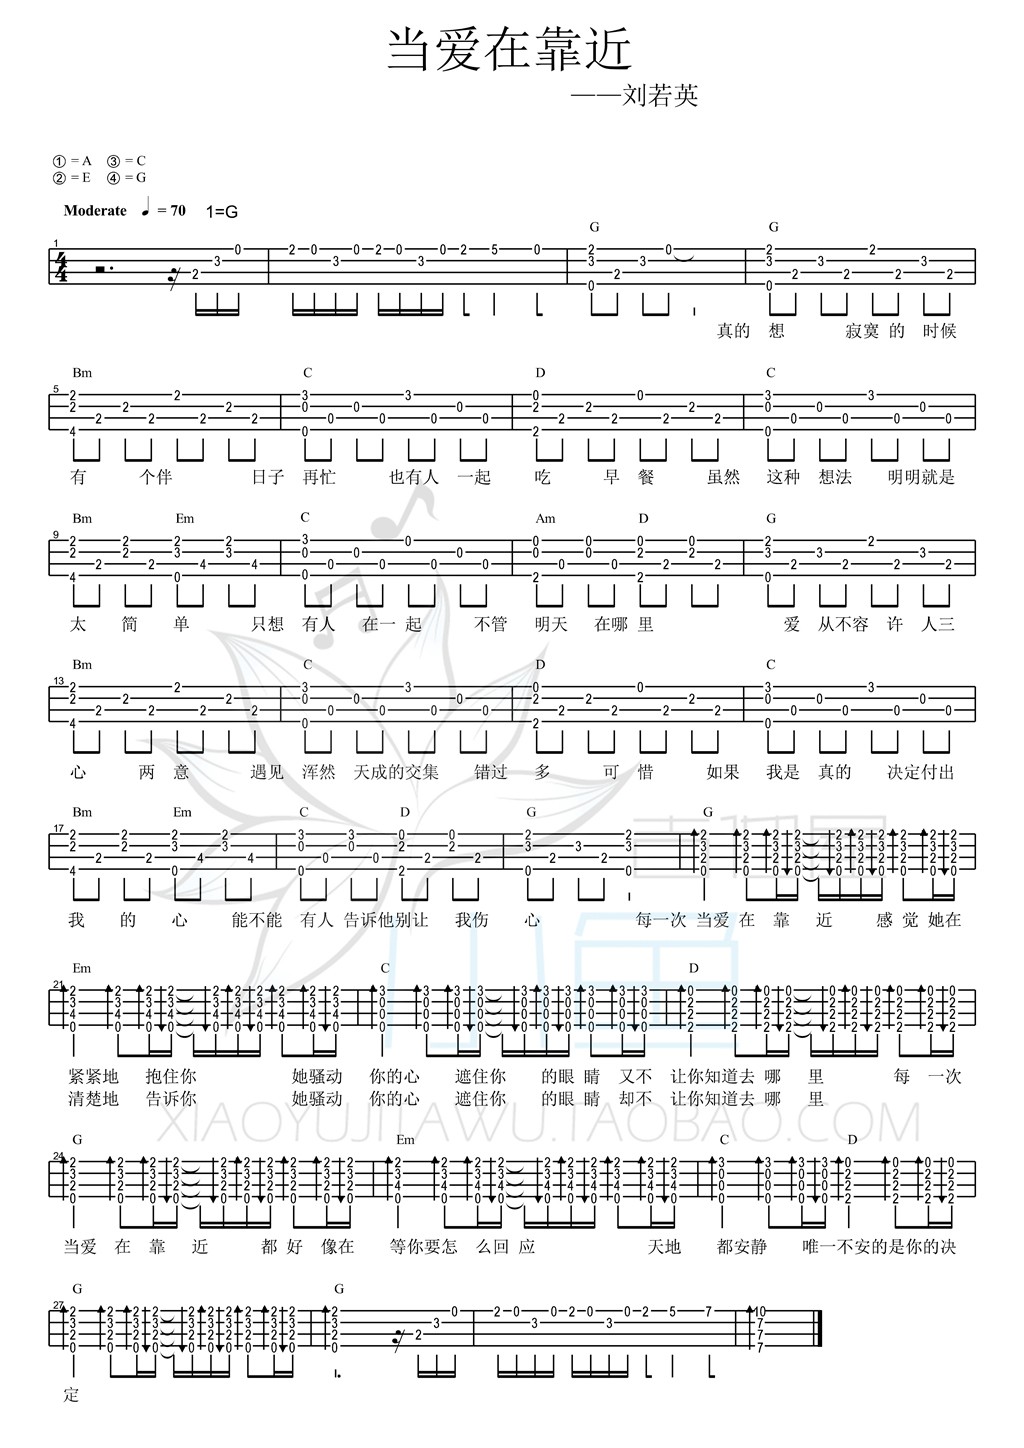 当爱在靠近
——刘若英
① = A ③ = C
② = E ④ = G
Moderate ♩ = 70 1=G
G G
1
真的 想 寂寞 的 时候
Bm C D C
5
有 个伴 日子 再忙 也有人 一起 吃 早 餐 虽然 这种 想法 明明就是
Bm Em C Am D G
9
太 简 单 只想 有人 在一 起 不管 明天 在哪 里 爱 从不容 许 人三
Bm C D C
13
心 两 意 遇见 浑然 天成的交集 错过 多 可 惜 如果 我是 真的 决定付出
Bm Em C D G G
17
我 的 心 能不能 有人 告诉他别让 我伤 心 每一次 当爱 在 靠 近 感 觉 她在
Em C D
21
紧紧地 抱住你 她骚动 你的心 遮住你 的眼 睛 又不 让你知道去 哪 里 每 一次
清楚地 告诉你 她骚动 你的心 遮住你 的眼 睛 却不 让你知道去 哪 里
XIAOYUJITAWU.TAOBAO.COM
G Em C D
24
当爱 在 靠 近 都 好 像在 等你要怎 么回 应 天地 都安静 唯一不安的是你的决
G G
27
定